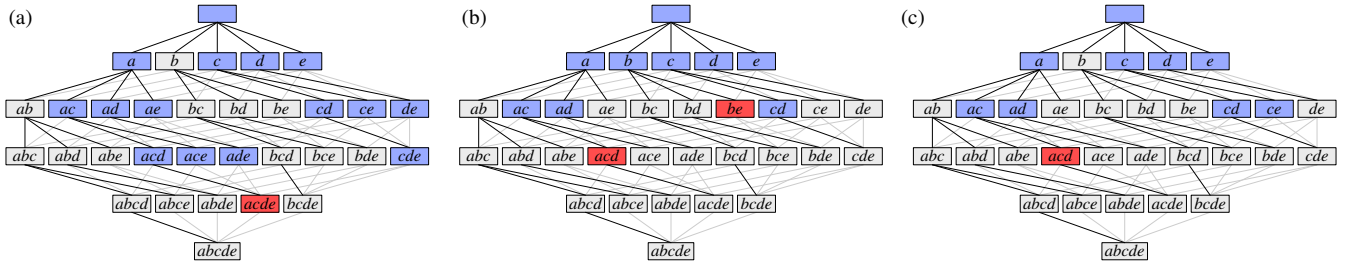 (a)
a b c d e
ab ac ad ae bc bd be cd ce de
abc abd abe acd ace ade bcd bce bde cde
abcd abce abde acde bcde
abcde
(b)
a b c d e
ab ac ad ae bc bd be cd ce de
abc abd abe acd ace ade bcd bce bde cde
abcd abce abde acde bcde
abcde
(c)
a b c d e
ab ac ad ae bc bd be cd ce de
abc abd abe acd ace ade bcd bce bde cde
abcd abce abde acde bcde
abcde